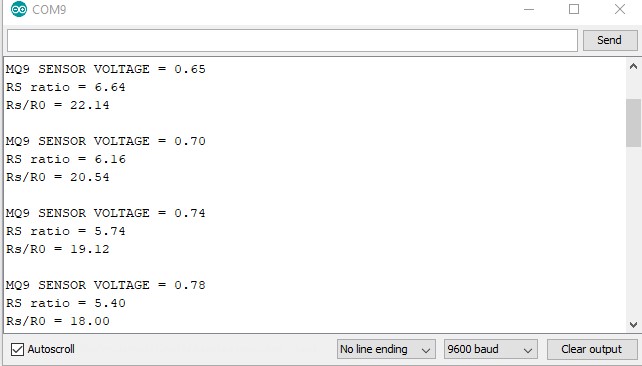 COM9
Send
MQ9 SENSOR VOLTAGE = 0.65
RS ratio = 6.64
Rs/R0 = 22.14
MQ9 SENSOR VOLTAGE = 0.70
RS ratio = 6.16
Rs/R0 = 20.54
MQ9 SENSOR VOLTAGE = 0.74
RS ratio = 5.74
Rs/R0 = 19.12
MQ9 SENSOR VOLTAGE = 0.78
RS ratio = 5.40
Rs/R0 = 18.00
Autoscroll No line ending 9600 baud Clear output